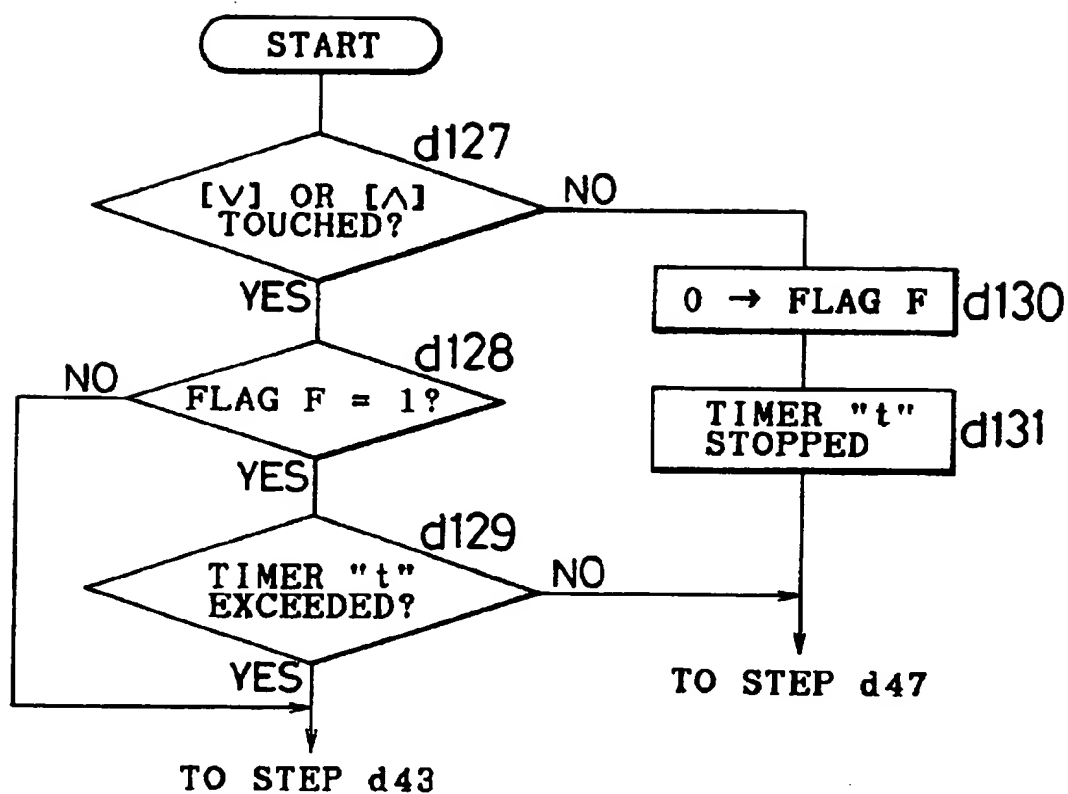 START
d127
[∨] OR [∧]
TOUCHED?
NO
YES
0 → FLAG F
d130
d128
NO
FLAG F = 1?
TIMER "t"
STOPPED
d131
YES
d129
TIMER "t"
EXCEEDED?
NO
YES
TO STEP d47
TO STEP d43